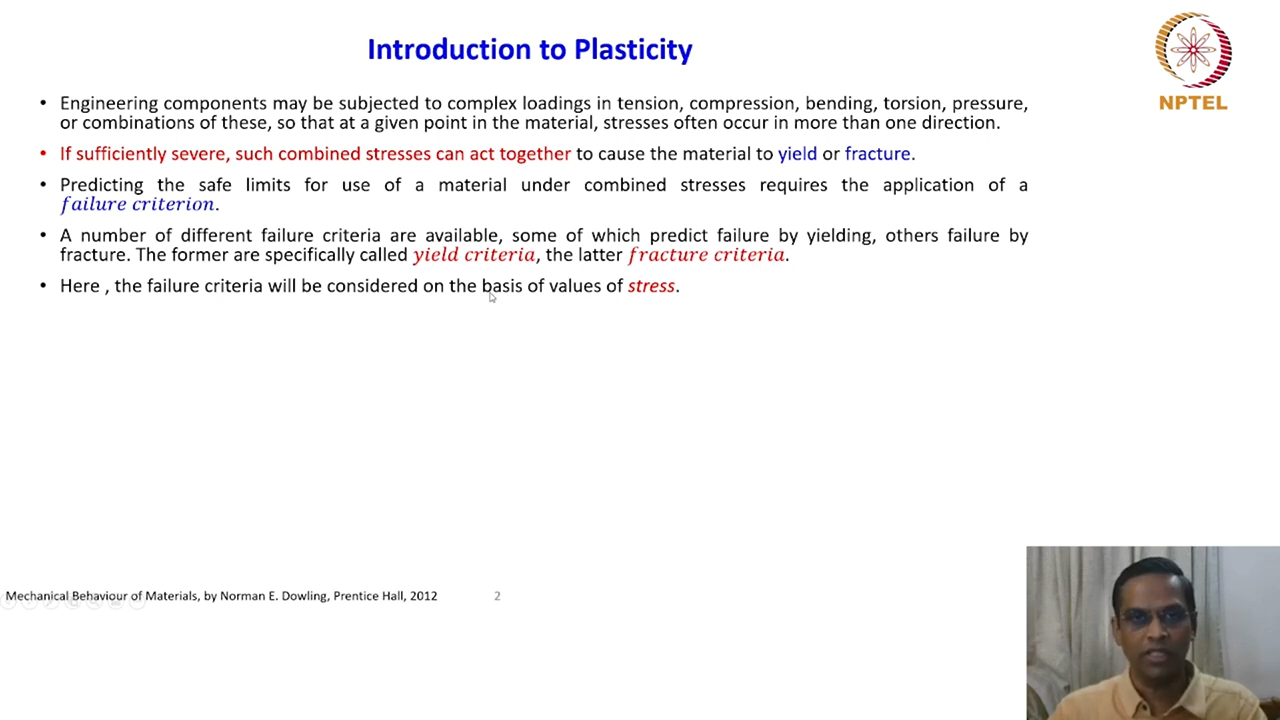 Introduction to Plasticity
NPTEL
• Engineering components may be subjected to complex loadings in tension, compression, bending, torsion, pressure,
or combinations of these, so that at a given point in the material, stresses often occur in more than one direction.
• If sufficiently severe, such combined stresses can act together to cause the material to yield or fracture.
• Predicting the safe limits for use of a material under combined stresses requires the application of a
failure criterion.
• A number of different failure criteria are available, some of which predict failure by yielding, others failure by
fracture. The former are specifically called yield criteria, the latter fracture criteria.
• Here , the failure criteria will be considered on the basis of values of stress.
Mechanical Behaviour of Materials, by Norman E. Dowling, Prentice Hall, 2012
2